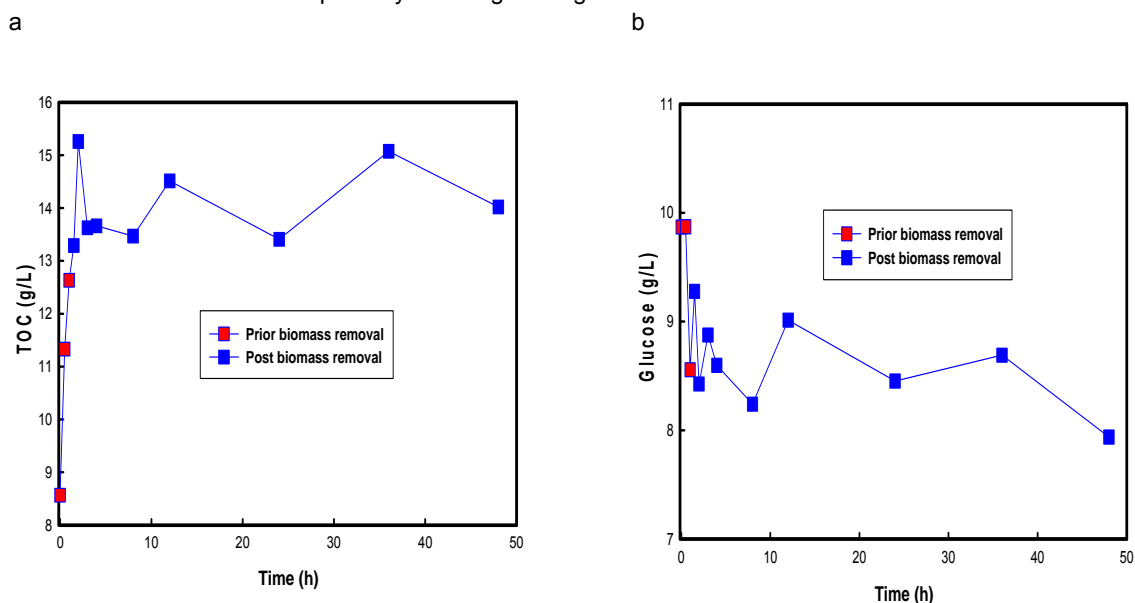 a
b
16
15
14
13
12
11
10
9
8
TOC (g/L)
Prior biomass removal
Post biomass removal
0 10 20 30 40 50
Time (h)
11
10
9
8
7
Glucose (g/L)
Prior biomass removal
Post biomass removal
0 10 20 30 40 50
Time (h)